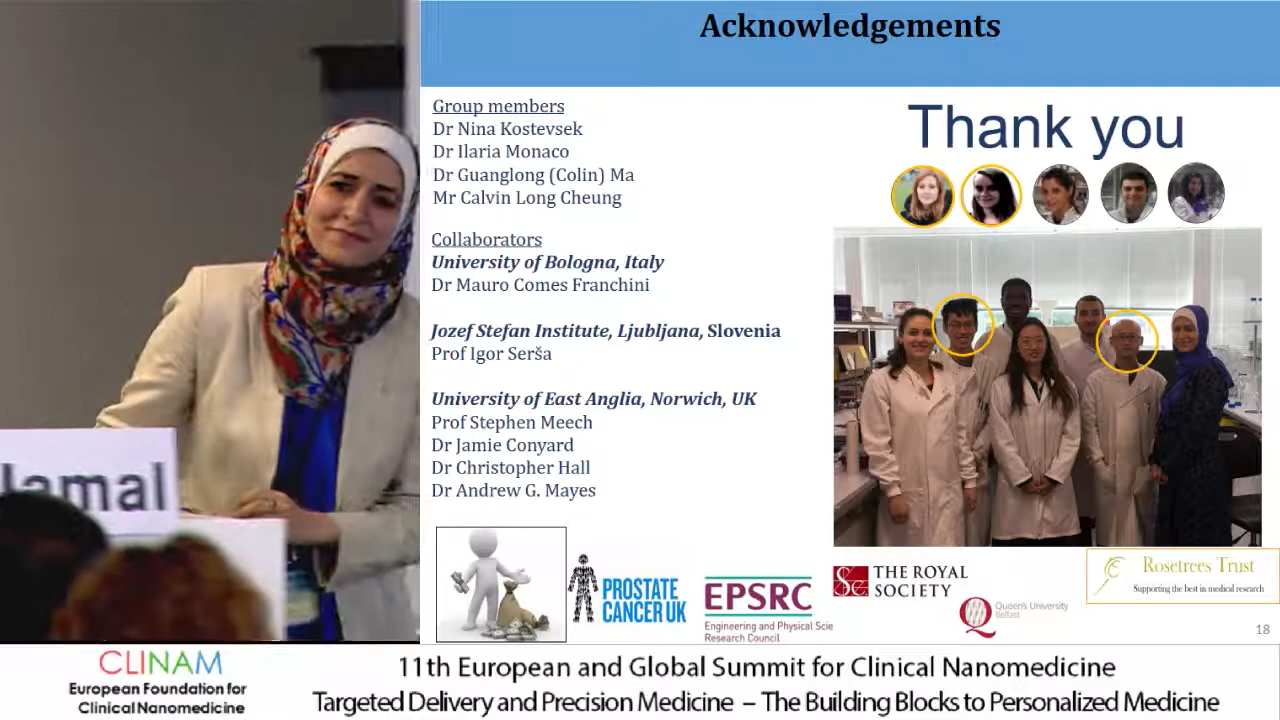 Acknowledgements
Group members
Dr Nina Kostevsek
Dr Ilaria Monaco
Dr Guanglong (Colin) Ma
Mr Calvin Long Cheung
Collaborators
University of Bologna, Italy
Dr Mauro Comes Franchini
Jozef Stefan Institute, Ljubljana, Slovenia
Prof Igor Serša
University of East Anglia, Norwich, UK
Prof Stephen Meech
Dr Jamie Conyard
Dr Christopher Hall
Dr Andrew G. Mayes
Thank you
Jamal
PROSTATE
CANCER UK
EPSRC
Engineering and Physical Scie
Research Council
THE ROYAL
SOCIETY
Queen's University
Belfast
Rosetrees Trust
Supporting the best in medical research
18
CLINAM
European Foundation for
Clinical Nanomedicine
11th European and Global Summit for Clinical Nanomedicine
Targeted Delivery and Precision Medicine – The Building Blocks to Personalized Medicine